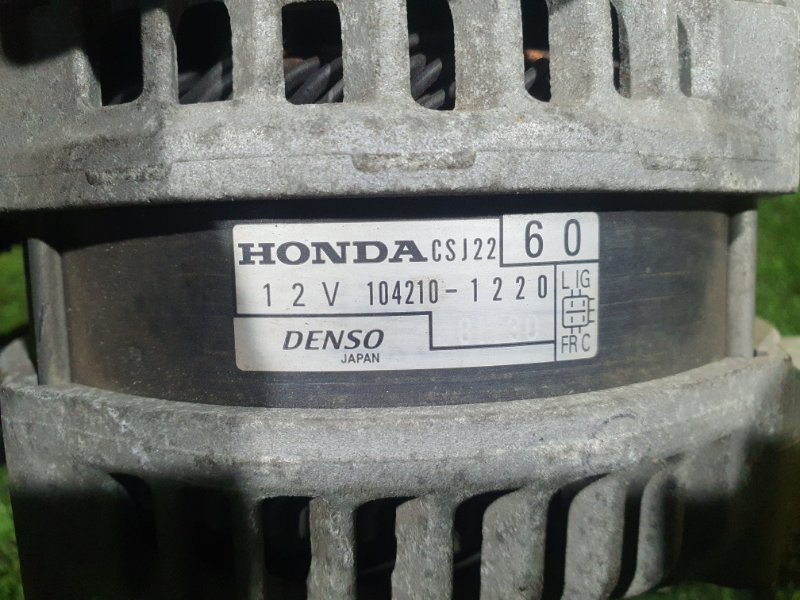 HONDA CSJ22 60
12V 104210-1220
L IG
DENSO
JAPAN
FR C